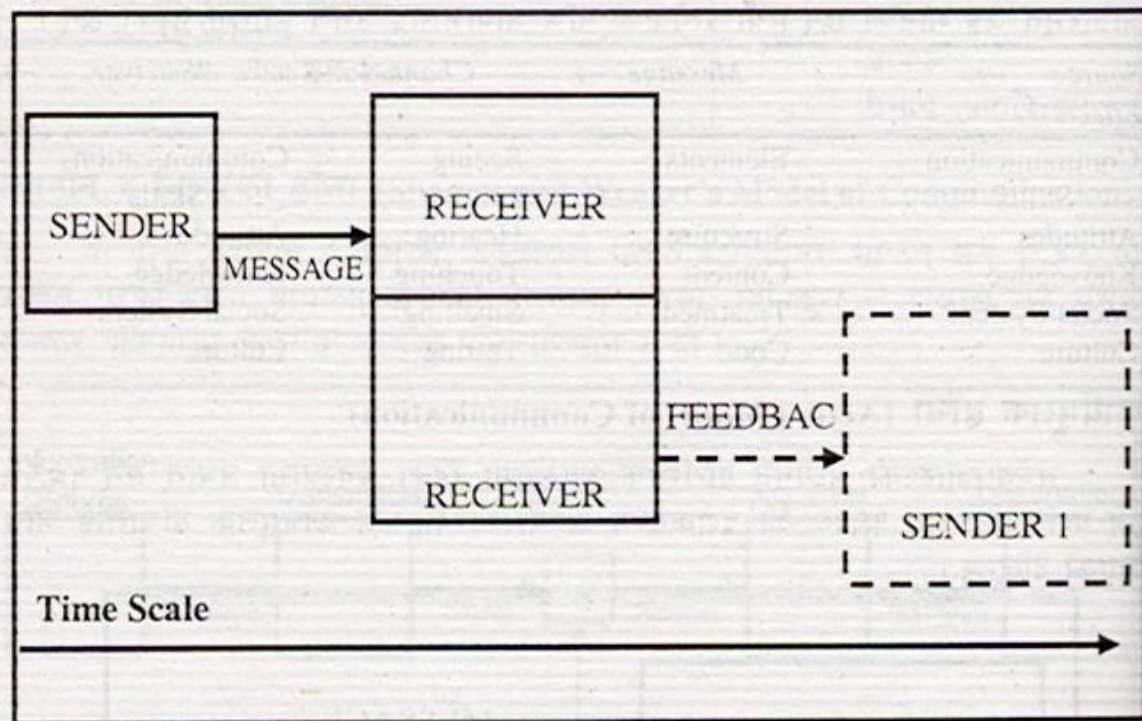 SENDER
MESSAGE
RECEIVER
RECEIVER
FEEDBAC
SENDER 1
Time Scale